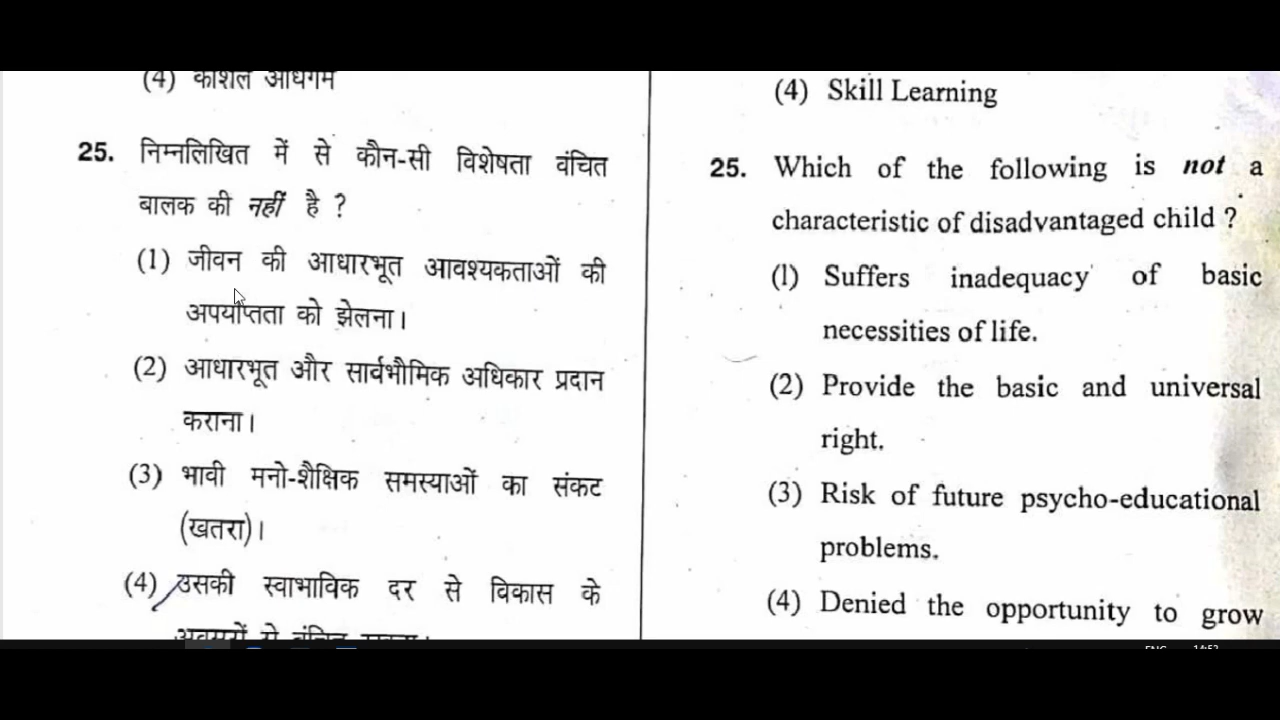 (4) कौशल अधिगम
25. निम्नलिखित में से कौन-सी विशेषता वंचित
बालक की नहीं है ?
(1) जीवन की आधारभूत आवश्यकताओं की
अपर्याप्तता को झेलना।
(2) आधारभूत और सार्वभौमिक अधिकार प्रदान
कराना।
(3) भावी मनो-शैक्षिक समस्याओं का संकट
(खतरा)।
(4) उसकी स्वाभाविक दर से विकास के
(4) Skill Learning
25. Which of the following is not a
characteristic of disadvantaged child ?
(1) Suffers inadequacy of basic
necessities of life.
(2) Provide the basic and universal
right.
(3) Risk of future psycho-educational
problems.
(4) Denied the opportunity to grow